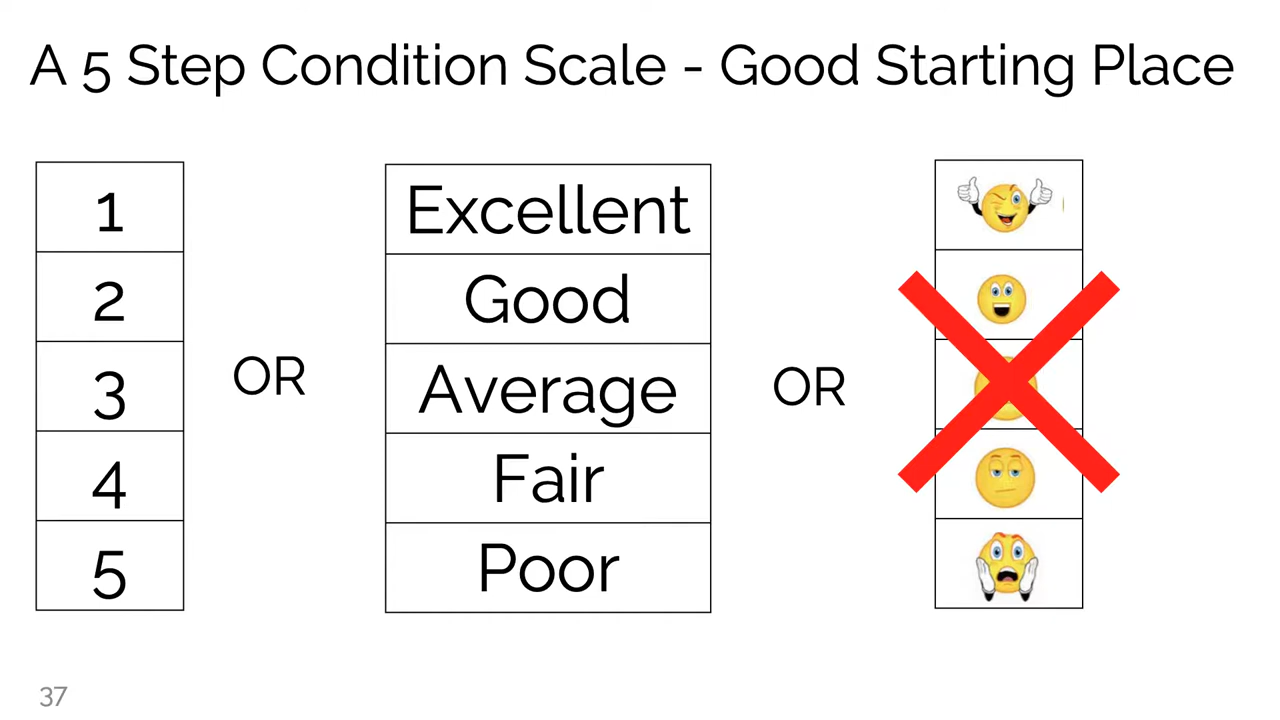 A 5 Step Condition Scale - Good Starting Place
1
2
3
4
5
OR
Excellent
Good
Average
Fair
Poor
OR
37